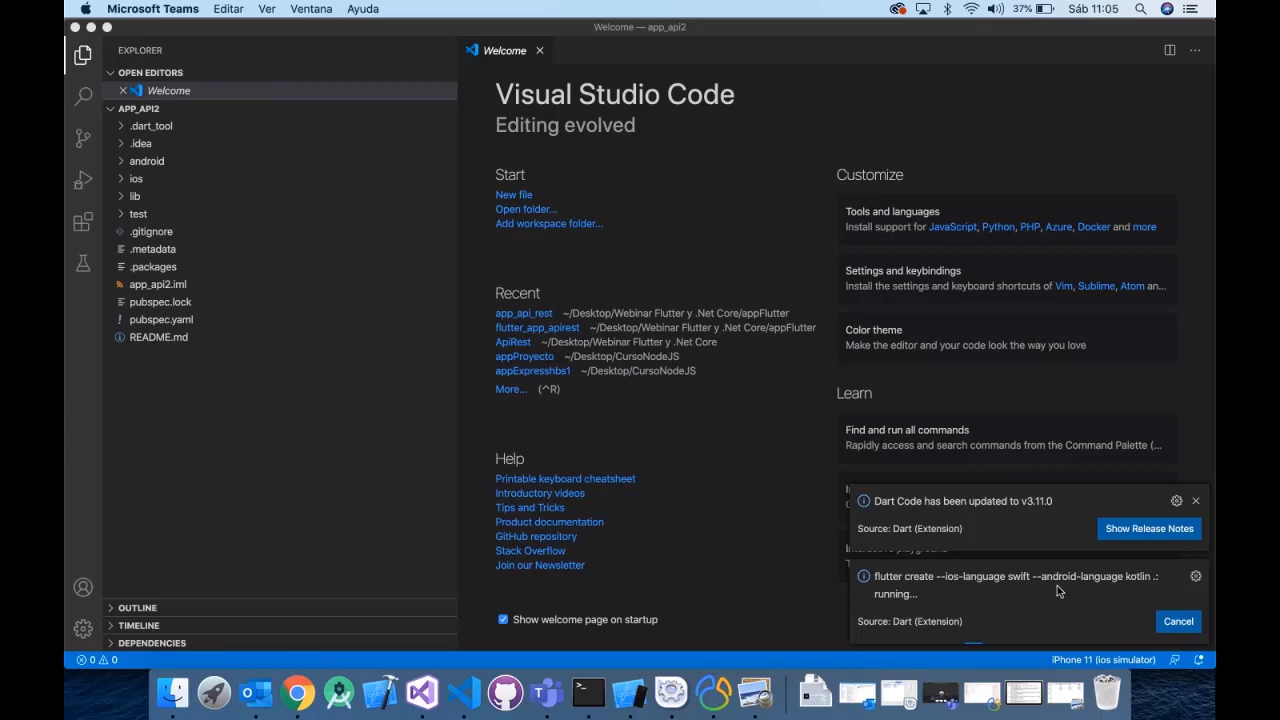 Microsoft Teams Editar Ver Ventana Ayuda 37% Sáb 11:05
Welcome — app_api2
EXPLORER
OPEN EDITORS
Welcome
APP_API2
.dart_tool
.idea
android
ios
lib
test
.gitignore
.metadata
.packages
app_api2.iml
pubspec.lock
pubspec.yaml
README.md
OUTLINE
TIMELINE
DEPENDENCIES
Welcome
Visual Studio Code
Editing evolved
Start
New file
Open folder...
Add workspace folder...
Recent
app_api_rest ~/Desktop/Webinar Flutter y .Net Core/appFlutter
flutter_app_apirest ~/Desktop/Webinar Flutter y .Net Core/appFlutter
ApiRest ~/Desktop/Webinar Flutter y .Net Core
appProyecto ~/Desktop/CursoNodeJS
appExpresshbs1 ~/Desktop/CursoNodeJS
More... (^R)
Help
Printable keyboard cheatsheet
Introductory videos
Tips and Tricks
Product documentation
GitHub repository
Stack Overflow
Join our Newsletter
Show welcome page on startup
Customize
Tools and languages
Install support for JavaScript, Python, PHP, Azure, Docker and more
Settings and keybindings
Install the settings and keyboard shortcuts of Vim, Sublime, Atom an...
Color theme
Make the editor and your code look the way you love
Learn
Find and run all commands
Rapidly access and search commands from the Command Palette (...
Dart Code has been updated to v3.11.0
Source: Dart (Extension)
Show Release Notes
flutter create --ios-language swift --android-language kotlin .:
running...
Source: Dart (Extension)
Cancel
0 0
iPhone 11 (ios simulator)